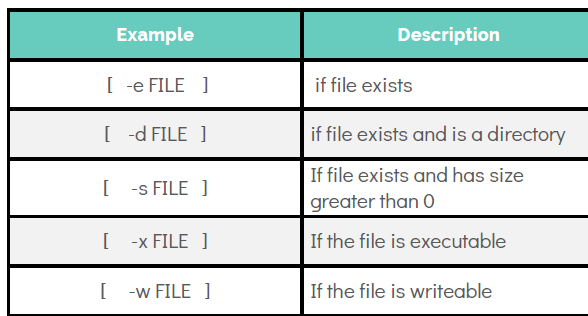 Example Description
[ -e FILE ] if file exists
[ -d FILE ] if file exists and is a directory
[ -s FILE ] If file exists and has size
greater than 0
[ -x FILE ] If the file is executable
[ -w FILE ] If the file is writeable